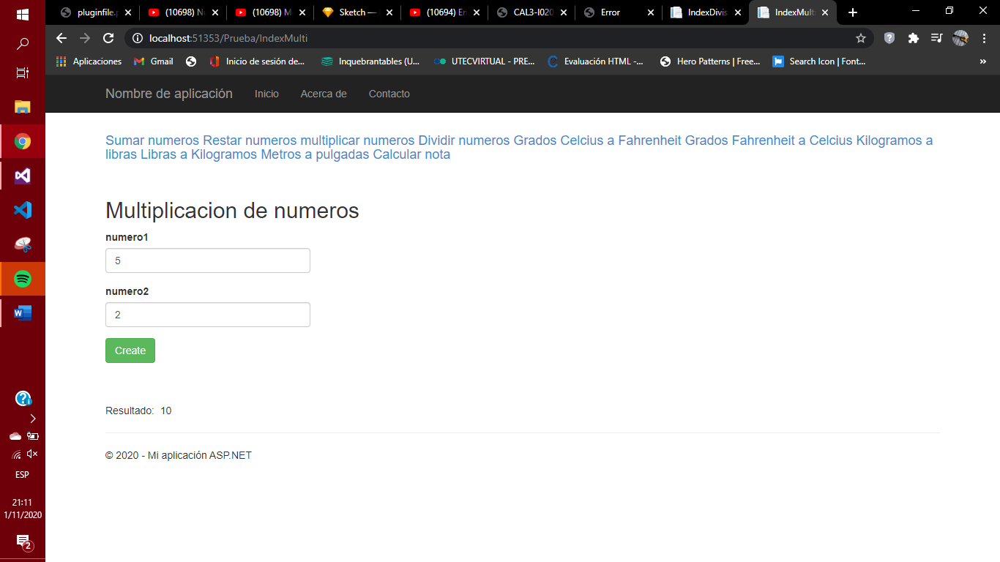 pluginfile.p
(10698) N
(10698) M
Sketch —
(10694) Er
CAL3-I020
Error
IndexDivis
IndexMulti
localhost:51353/Prueba/IndexMulti
Aplicaciones
Gmail
Inicio de sesión de...
Inquebrantables (U...
UTECVIRTUAL - PRE...
Evaluación HTML -...
Hero Patterns | Free...
Search Icon | Font...
»
Nombre de aplicación
Inicio
Acerca de
Contacto
Sumar numeros Restar numeros multiplicar numeros Dividir numeros Grados Celcius a Fahrenheit Grados Fahrenheit a Celcius Kilogramos a
libras Libras a Kilogramos Metros a pulgadas Calcular nota
Multiplicacion de numeros
numero1
5
numero2
2
Create
Resultado: 10
© 2020 - Mi aplicación ASP.NET
ESP
21:11
1/11/2020
2